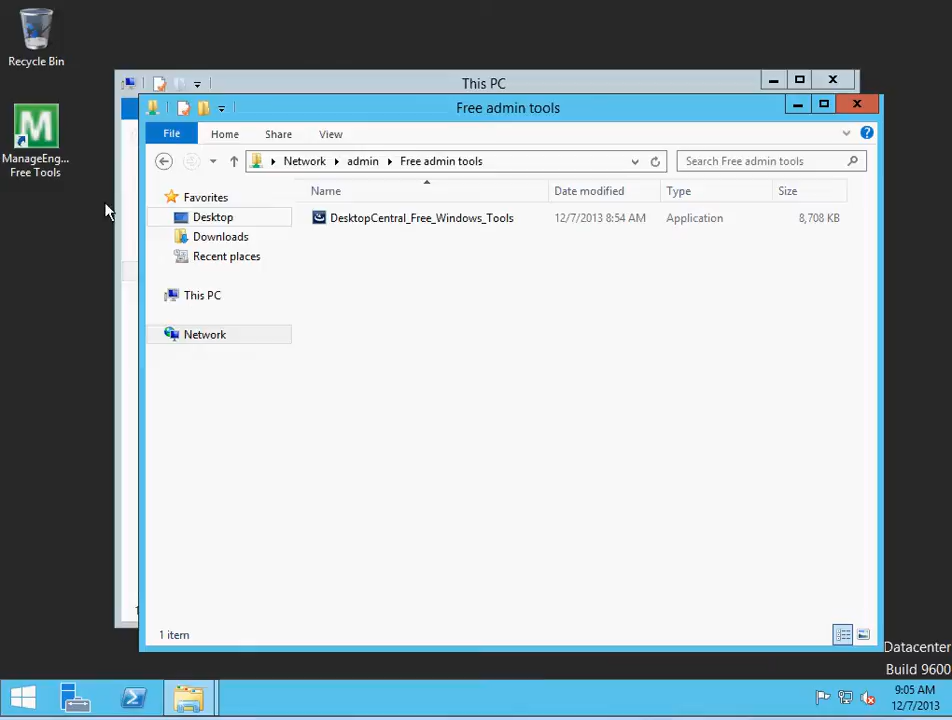 Recycle Bin
ManageEng...
Free Tools
This PC
Free admin tools
File
Home
Share
View
Network
admin
Free admin tools
Search Free admin tools
Name
Date modified
Type
Size
Favorites
Desktop
Downloads
Recent places
This PC
Network
DesktopCentral_Free_Windows_Tools
12/7/2013 8:54 AM
Application
8,708 KB
1 item
Datacenter
Build 9600
9:05 AM
12/7/2013